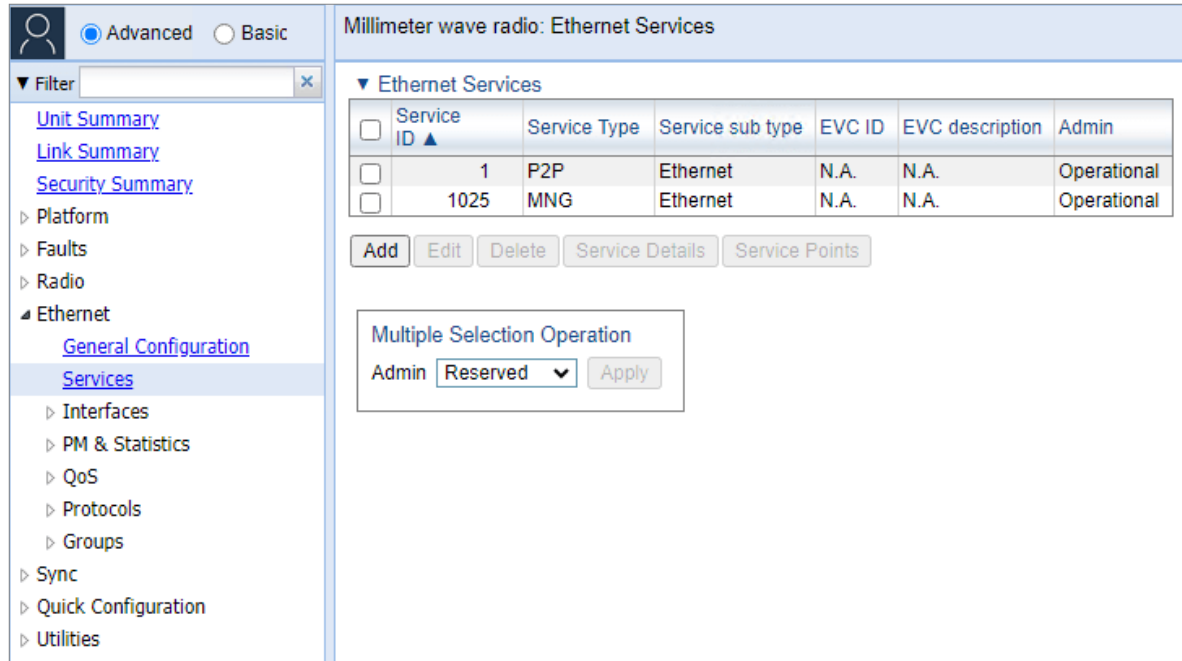 Advanced Basic
Millimeter wave radio: Ethernet Services
▼ Filter ×
Unit Summary
Link Summary
Security Summary
Platform
Faults
Radio
Ethernet
General Configuration
Services
Interfaces
PM & Statistics
QoS
Protocols
Groups
Sync
Quick Configuration
Utilities
▼ Ethernet Services
Service ID ▲ Service Type Service sub type EVC ID EVC description Admin
1 P2P Ethernet N.A. N.A. Operational
1025 MNG Ethernet N.A. N.A. Operational
Add Edit Delete Service Details Service Points
Multiple Selection Operation
Admin Reserved Apply